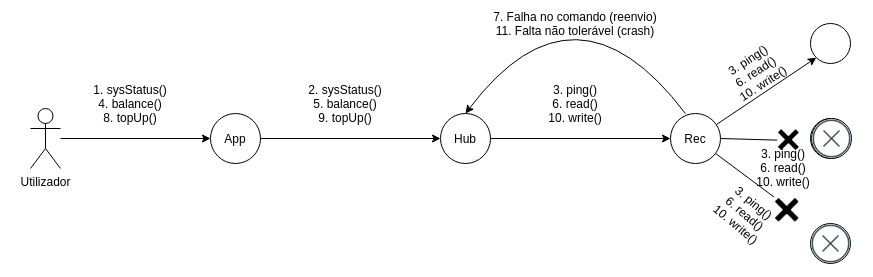 7. Falha no comando (reenvio)
11. Falta não tolerável (crash)
1. sysStatus()
4. balance()
8. topUp()
2. sysStatus()
5. balance()
9. topUp()
3. ping()
6. read()
10. write()
3. ping()
6. read()
10. write()
Utilizador
App
Hub
Rec
3. ping()
6. read()
10. write()
3. ping()
6. read()
10. write()